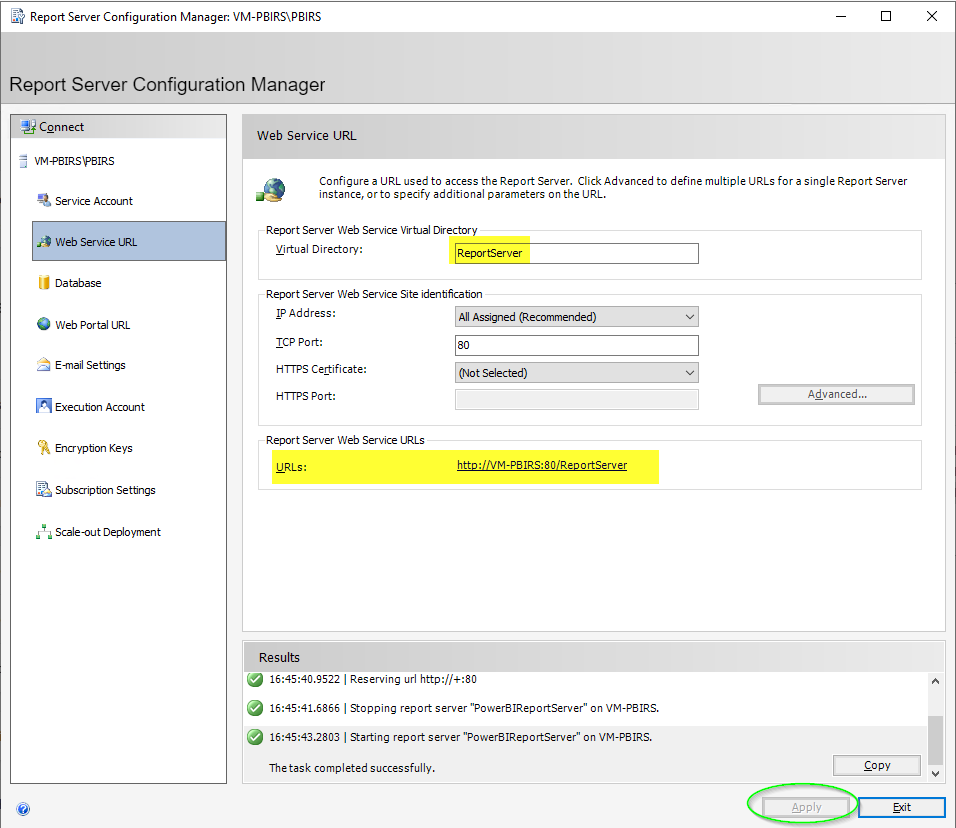 Report Server Configuration Manager: VM-PBIRS\PBIRS
Report Server Configuration Manager
Connect
VM-PBIRS\PBIRS
Service Account
Web Service URL
Database
Web Portal URL
E-mail Settings
Execution Account
Encryption Keys
Subscription Settings
Scale-out Deployment
Web Service URL
Configure a URL used to access the Report Server. Click Advanced to define multiple URLs for a single Report Server
instance, or to specify additional parameters on the URL.
Report Server Web Service Virtual Directory
Virtual Directory: ReportServer
Report Server Web Service Site identification
IP Address: All Assigned (Recommended)
TCP Port: 80
HTTPS Certificate: (Not Selected)
HTTPS Port:
Advanced...
Report Server Web Service URLs
URLs: http://VM-PBIRS:80/ReportServer
Results
16:45:40.9522 | Reserving url http://+:80
16:45:41.6866 | Stopping report server "PowerBIReportServer" on VM-PBIRS.
16:45:43.2803 | Starting report server "PowerBIReportServer" on VM-PBIRS.
The task completed successfully.
Copy
Apply
Exit